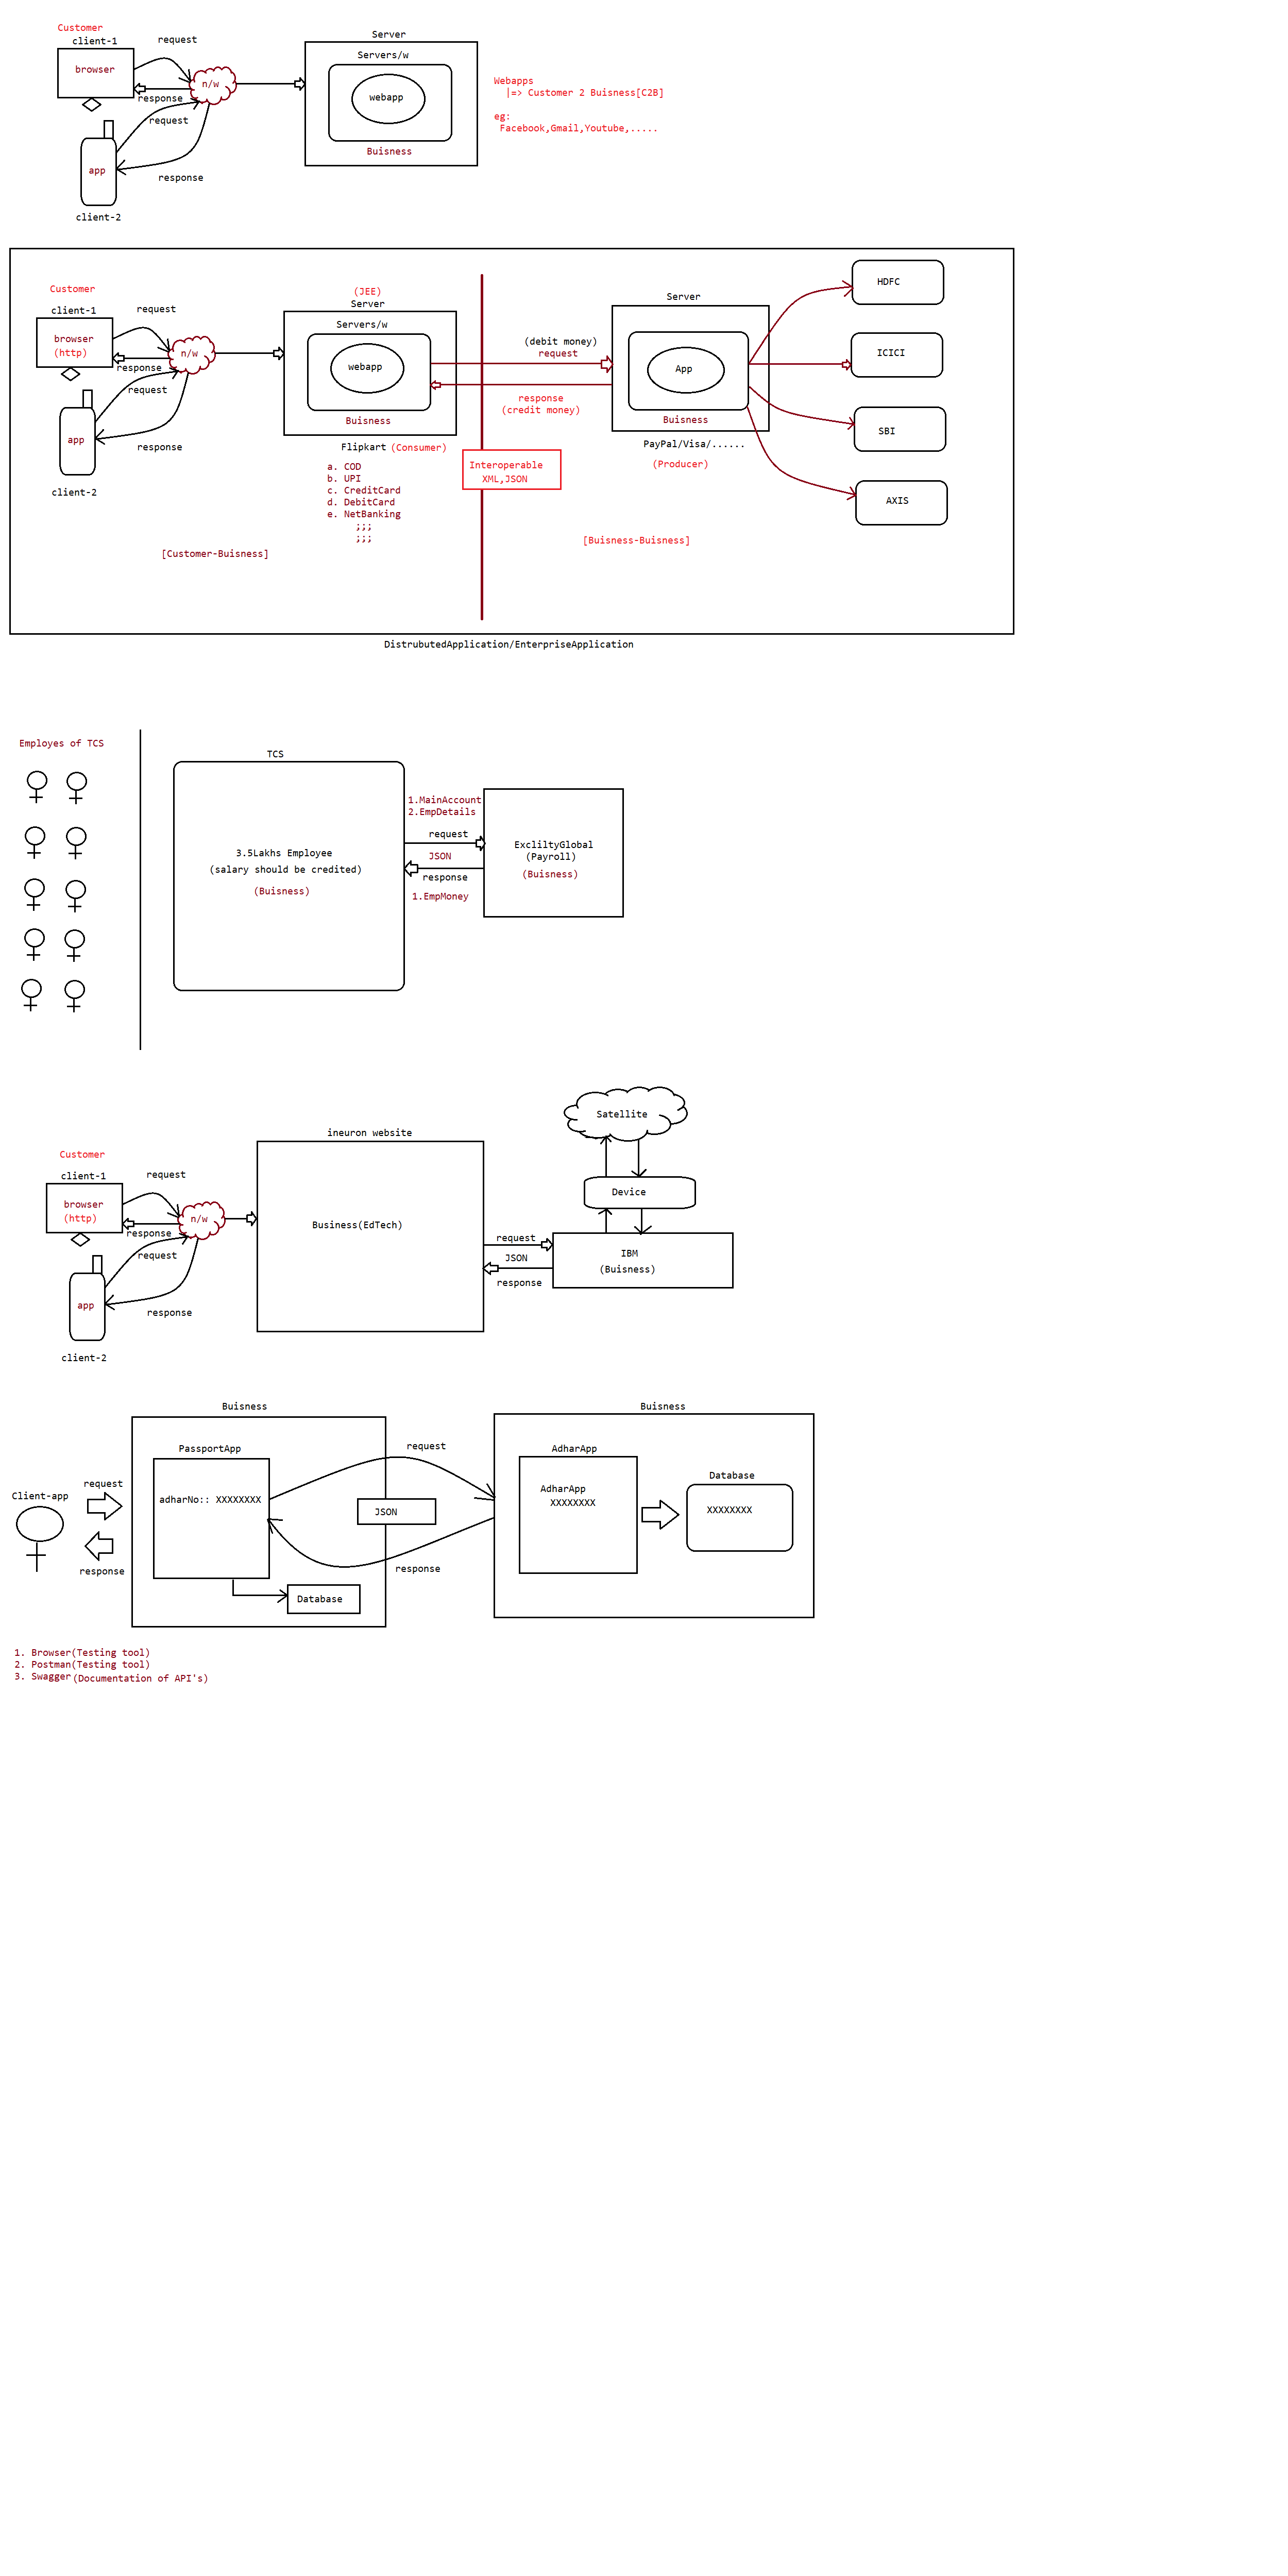 Customer
client-1
request
browser
n/w
response
request
app
response
client-2
Server
Servers/w
webapp
Buisness
Webapps
|=> Customer 2 Buisness[C2B]
eg:
Facebook,Gmail,Youtube,.....
Customer
client-1
request
browser
(http)
n/w
response
request
app
response
client-2
(JEE)
Server
Servers/w
webapp
Buisness
Flipkart (Consumer)
a. COD
b. UPI
c. CreditCard
d. DebitCard
e. NetBanking
;;;
;;;
[Customer-Buisness]
(debit money)
request
response
(credit money)
Interoperable
XML,JSON
Server
App
Buisness
PayPal/Visa/......
(Producer)
[Buisness-Buisness]
HDFC
ICICI
SBI
AXIS
DistrubutedApplication/EnterpriseApplication
Employes of TCS
TCS
3.5Lakhs Employee
(salary should be credited)
(Buisness)
1.MainAccount
2.EmpDetails
request
JSON
response
1.EmpMoney
ExcliltyGlobal
(Payroll)
(Buisness)
Customer
client-1
request
browser
(http)
n/w
response
request
app
response
client-2
ineuron website
Business(EdTech)
request
JSON
response
Satellite
Device
IBM
(Buisness)
Client-app
request
response
Buisness
PassportApp
adharNo:: XXXXXXXX
Database
request
JSON
response
Buisness
AdharApp
AdharApp
XXXXXXXX
Database
XXXXXXXX
1. Browser(Testing tool)
2. Postman(Testing tool)
3. Swagger(Documentation of API's)